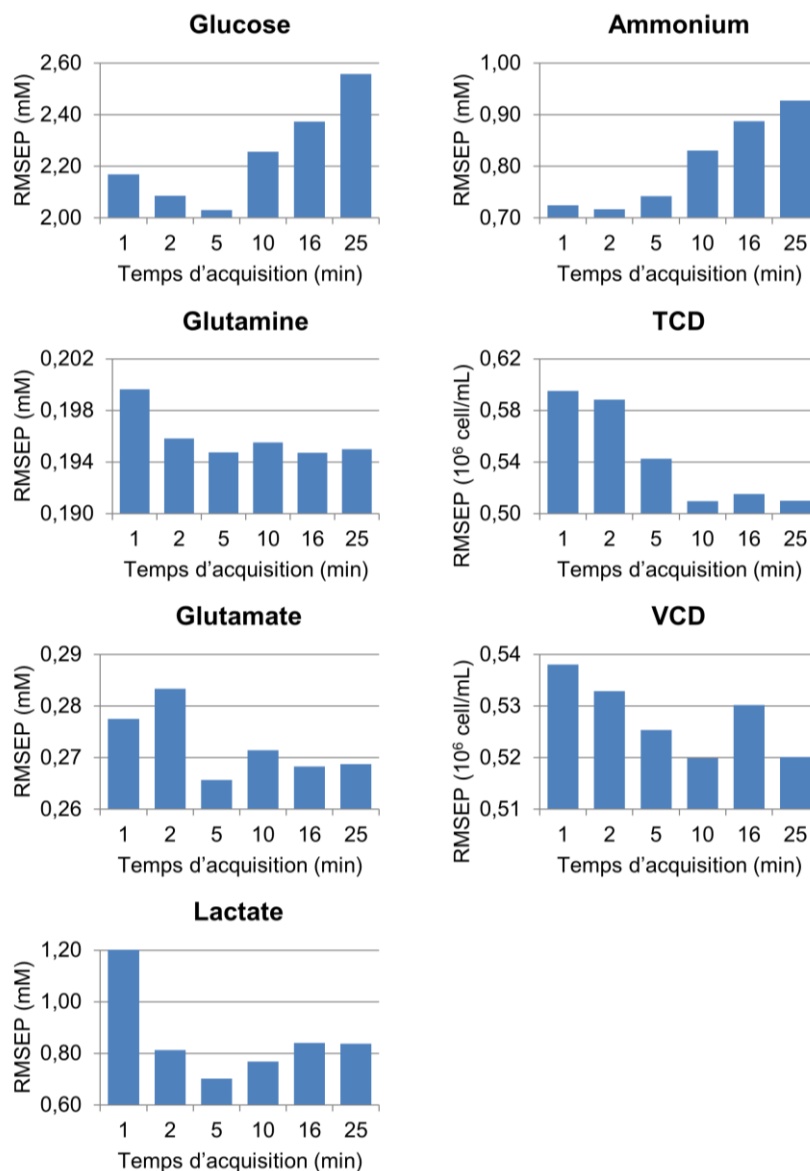 Glucose
RMSEP (mM)
2,60
2,40
2,20
2,00
1 2 5 10 16 25
Temps d'acquisition (min)
Ammonium
RMSEP (mM)
1,00
0,90
0,80
0,70
1 2 5 10 16 25
Temps d'acquisition (min)
Glutamine
RMSEP (mM)
0,202
0,198
0,194
0,190
1 2 5 10 16 25
Temps d'acquisition (min)
TCD
RMSEP (10⁶ cell/mL)
0,62
0,58
0,54
0,50
1 2 5 10 16 25
Temps d'acquisition (min)
Glutamate
RMSEP (mM)
0,29
0,28
0,27
0,26
1 2 5 10 16 25
Temps d'acquisition (min)
VCD
RMSEP (10⁶ cell/mL)
0,54
0,53
0,52
0,51
1 2 5 10 16 25
Temps d'acquisition (min)
Lactate
RMSEP (mM)
1,20
1,00
0,80
0,60
1 2 5 10 16 25
Temps d'acquisition (min)